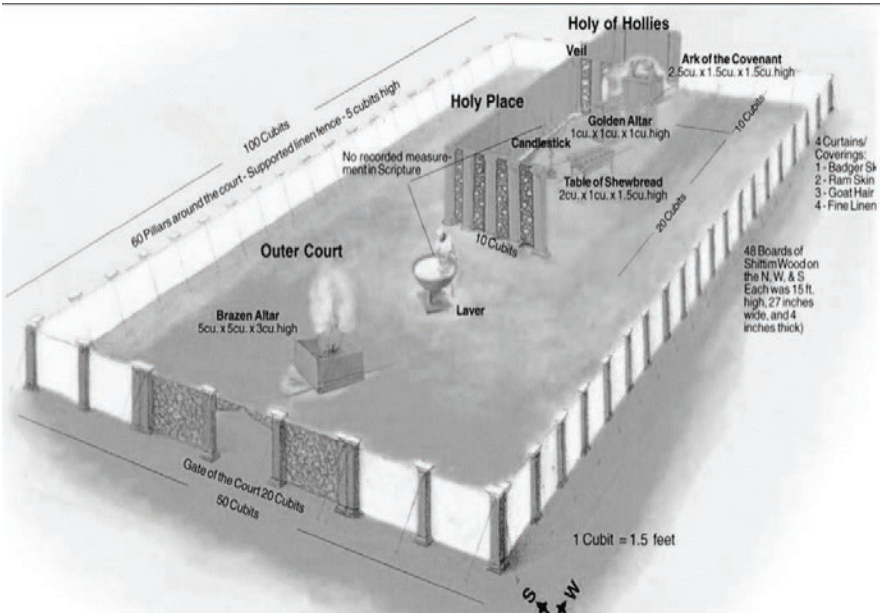 Holy of Hollies
Veil
Ark of the Covenant
2.5cu. x 1.5cu. x 1.5cu. high
Holy Place
100 Cubits
60 Pillars around the court - Supported linen fence - 5 cubits high
Golden Altar
1cu. x 1cu. x 1cu. high
10 Cubits
Candlestick
No recorded measure-
ment in Scripture
Table of Shewbread
2cu. x 1cu. x 1.5cu. high
4 Curtains/
Coverings:
1 - Badger Sk
2 - Ram Skin
3 - Goat Hair
4 - Fine Linen
20 Cubits
10 Cubits
Outer Court
48 Boards of
Shittim Wood on
the N, W, & S
Each was 15 ft,
high, 27 inches
wide, and 4
inches thick)
Laver
Brazen Altar
5cu. x 5cu. x 3cu. high
Gate of the Court 20 Cubits
50 Cubits
1 Cubit = 1.5 feet
S W